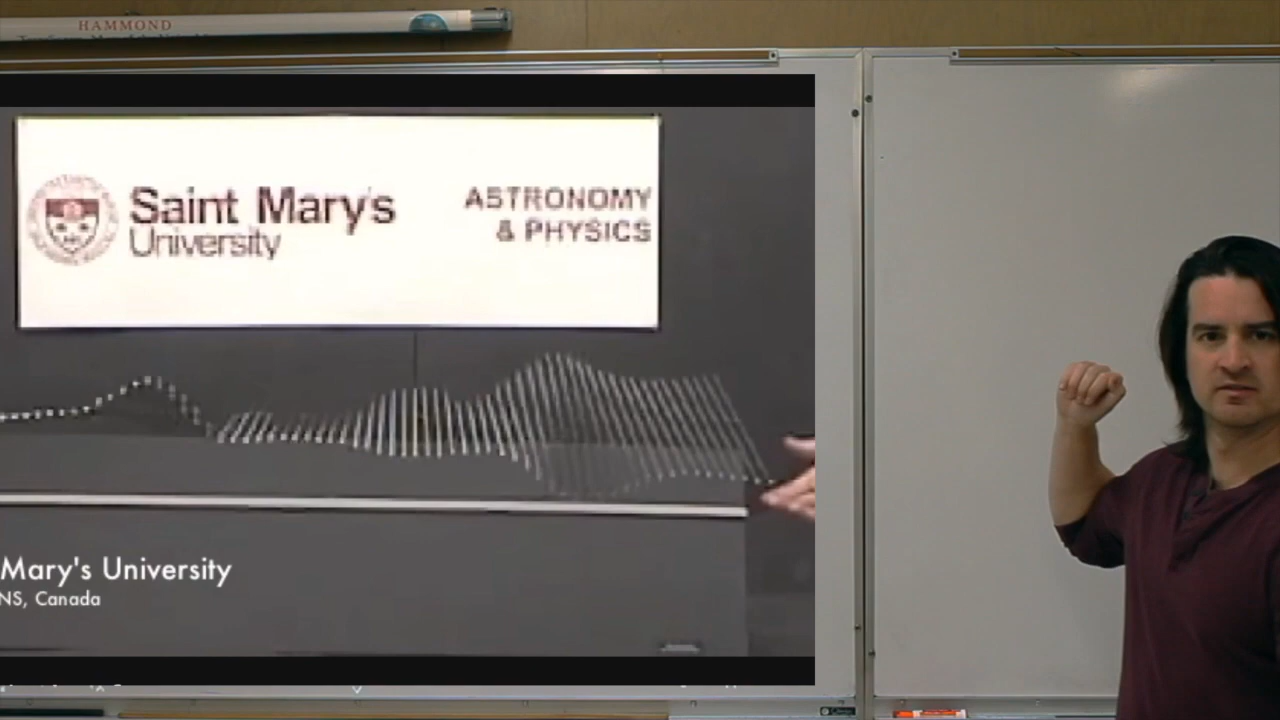 HAMMOND
Saint Mary's
University
ASTRONOMY
& PHYSICS
Mary's University
NS, Canada